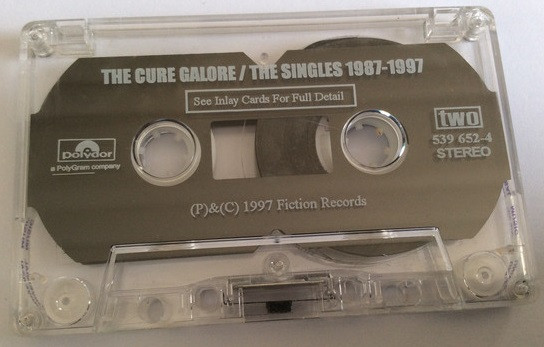 THE CURE GALORE / THE SINGLES 1987-1997
See Inlay Cards For Full Detail
two
539 652-4
STEREO
polydor
a PolyGram company
(P)&(C) 1997 Fiction Records